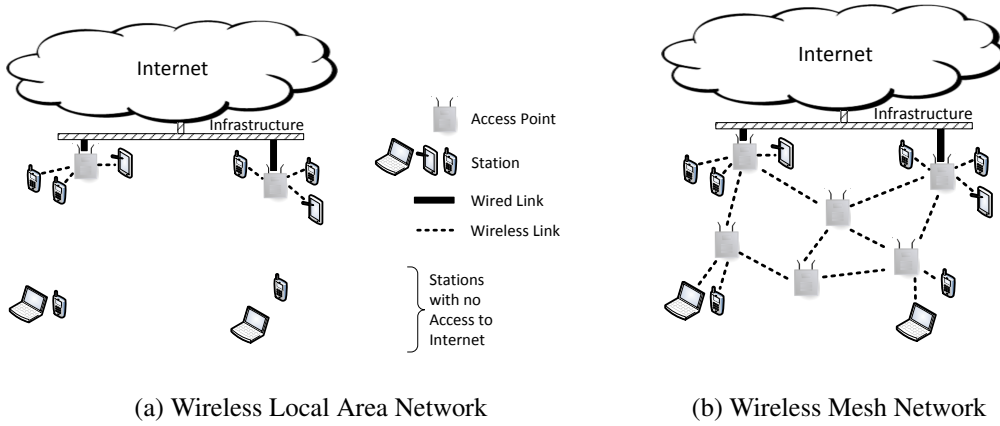 Internet
Infrastructure
Access Point
Station
Wired Link
Wireless Link
Stations
with no
Access to
Internet
(a) Wireless Local Area Network
Internet
Infrastructure
(b) Wireless Mesh Network